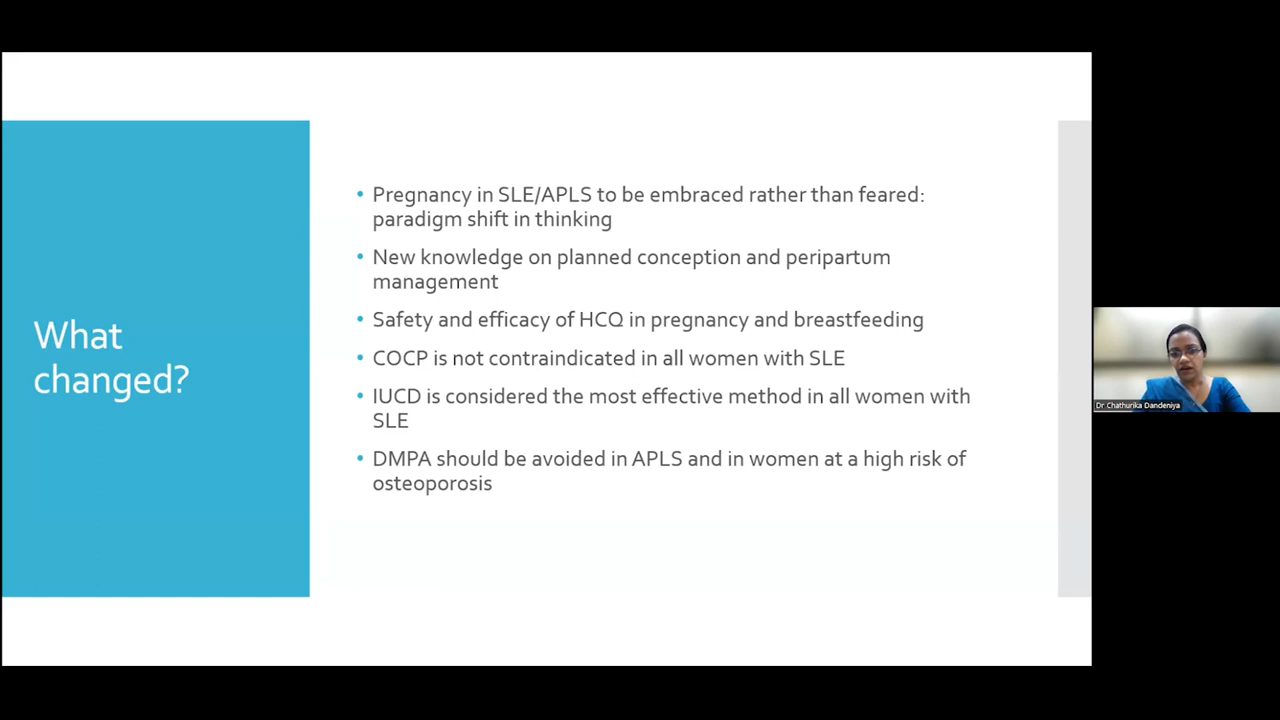 What
changed?
• Pregnancy in SLE/APLS to be embraced rather than feared:
paradigm shift in thinking
• New knowledge on planned conception and peripartum
management
• Safety and efficacy of HCQ in pregnancy and breastfeeding
• COCP is not contraindicated in all women with SLE
• IUCD is considered the most effective method in all women with
SLE
• DMPA should be avoided in APLS and in women at a high risk of
osteoporosis
Dr Chathurika Dandeniya